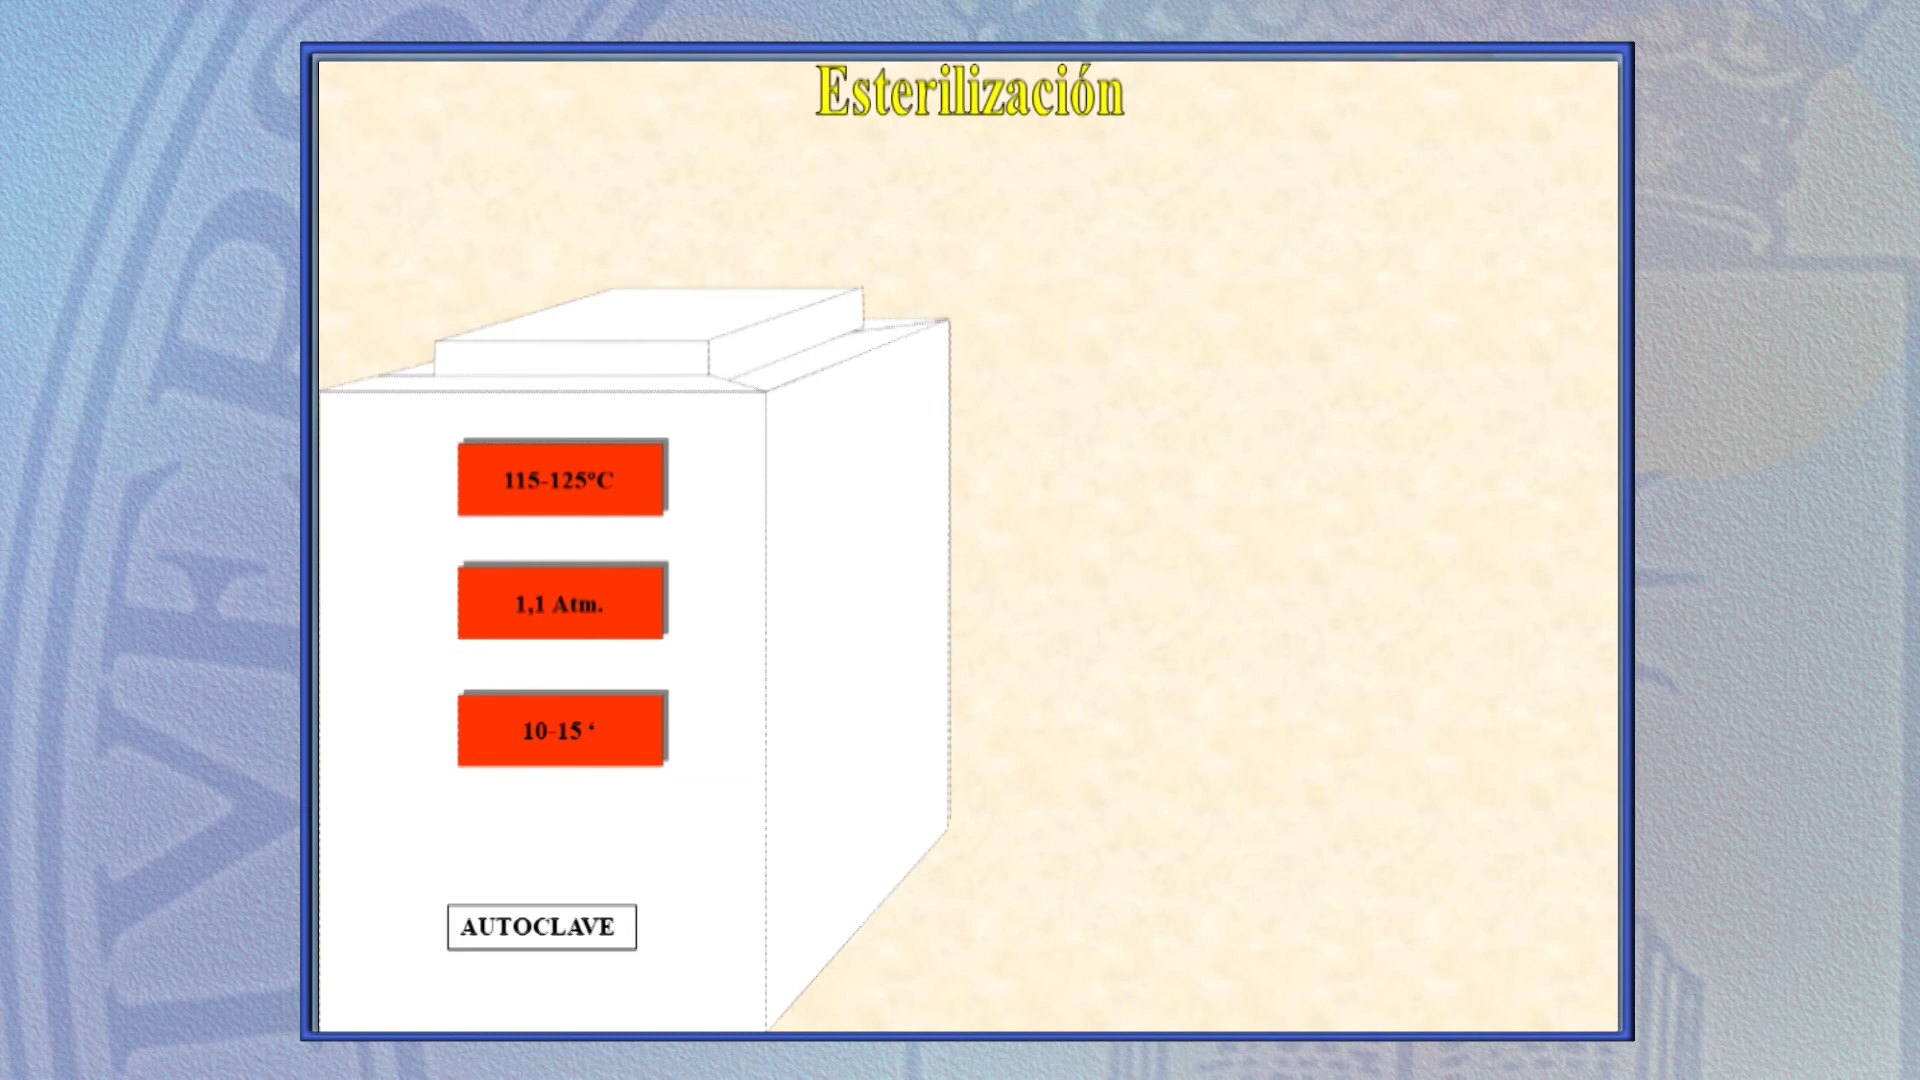 Esterilización
115-125ºC
1,1 Atm.
10-15 ‘
AUTOCLAVE